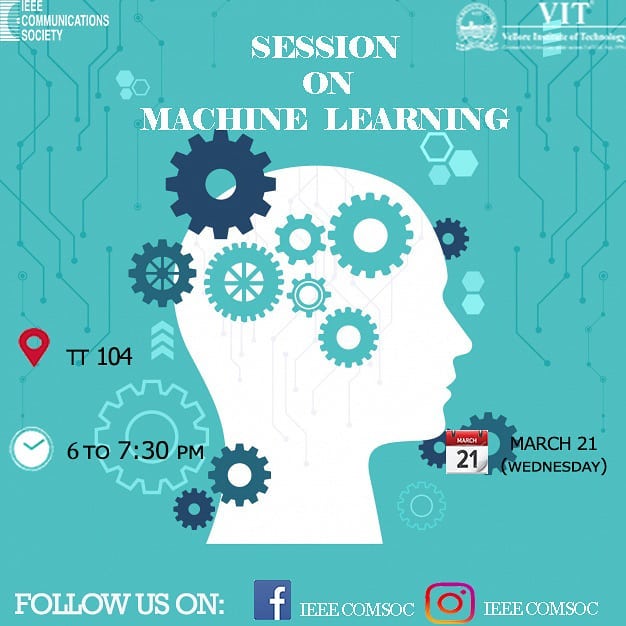 IEEE
COMMUNICATIONS
SOCIETY
VIT
Vellore Institute of Technology
SESSION
ON
MACHINE LEARNING
TT 104
6 TO 7:30 PM
MARCH
21
MARCH 21
(WEDNESDAY)
FOLLOW US ON:
IEEE COMSOC
IEEE COMSOC